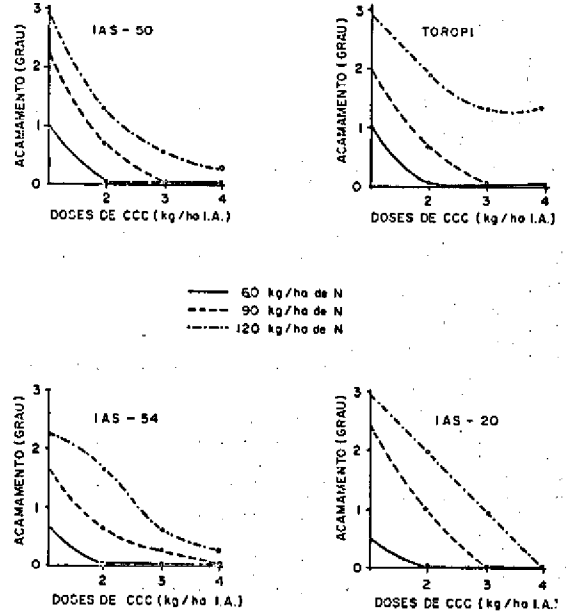 IAS - 50
ACAMAMENTO (GRAU)
3
2
1
0
2 3 4
DOSES DE CCC (kg/ha I.A.)
TOROPI
ACAMAMENTO (GRAU)
3
2
1
0
2 3 4
DOSES DE CCC (kg/ha I.A.)
60 kg/ha de N
90 kg/ha de N
120 kg/ha de N
IAS - 54
ACAMAMENTO (GRAU)
3
2
1
0
2 3 4
DOSES DE CCC (kg/ha I.A.)
IAS - 20
ACAMAMENTO (GRAU)
3
2
1
0
2 3 4
DOSES DE CCC (kg/ha I.A.)